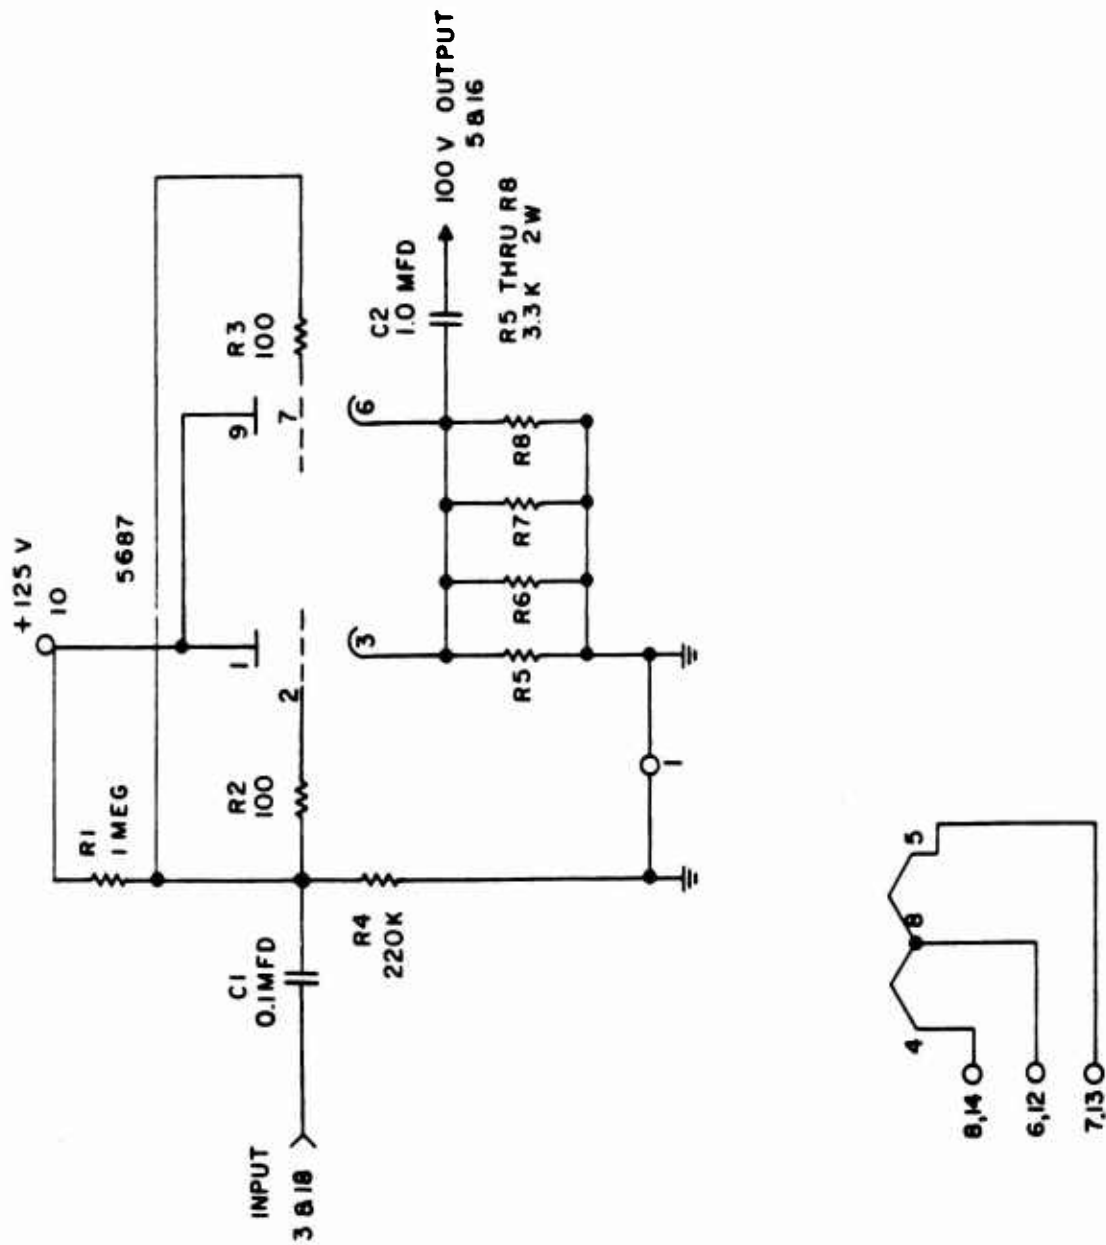 +125 V
10
5687
R1
1 MEG
1
9
R3
100
7
R2
100
2
INPUT
3 & 18
C1
0.1MFD
R4
220K
3
6
C2
1.0 MFD
100V OUTPUT
5 & 16
R5
R6
R7
R8
R5 THRU R8
3.3K 2W
1
4
8
5
8,14
6,12
7,13